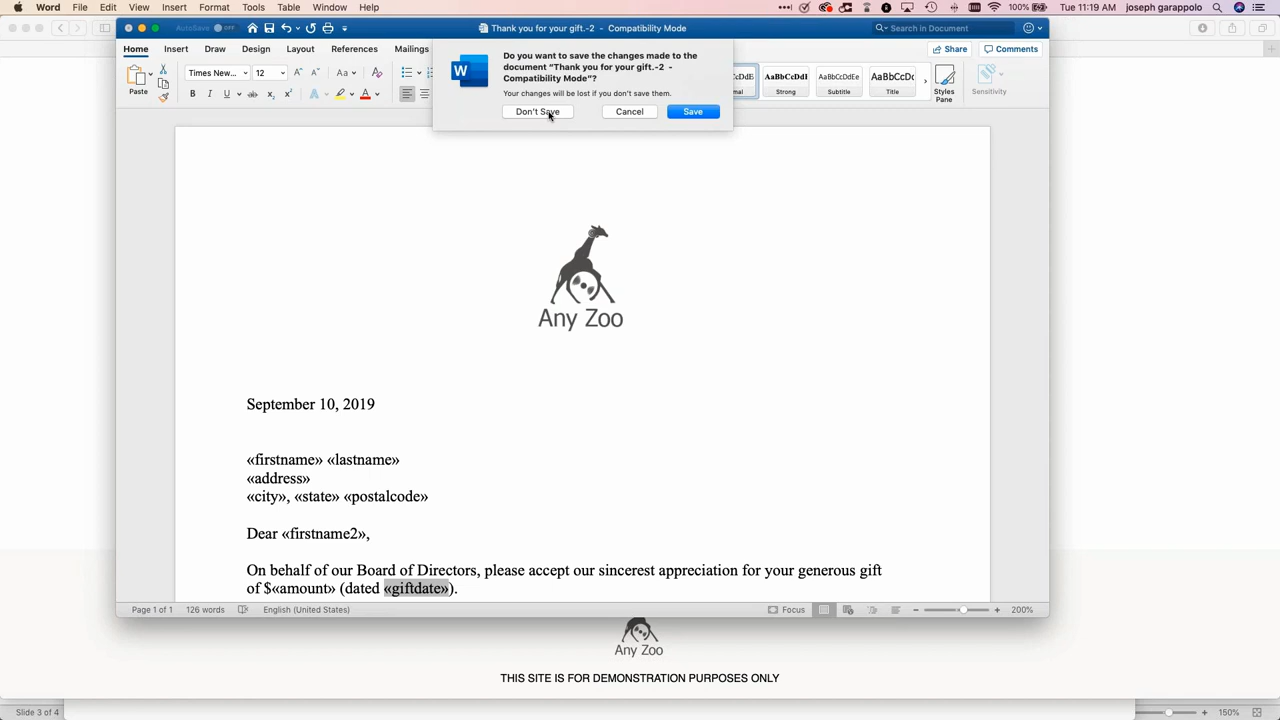 Word File Edit View Insert Format Tools Table Window Help 100% Tue 11:19 AM joseph garappolo
AutoSave OFF Thank you for your gift.-2 - Compatibility Mode Search in Document
Home Insert Draw Design Layout References Mailings Share Comments
Do you want to save the changes made to the
document “Thank you for your gift.-2 -
Compatibility Mode”?
Your changes will be lost if you don't save them.
Don't Save Cancel Save
Paste Times New... 12 Aa
B I U ab X₂ X² A A
AaBbCcDdI Strong AaBbCcDdEe Subtitle AaBbCcDc Title Styles
Pane Sensitivity
Any Zoo
September 10, 2019
«firstname» «lastname»
«address»
«city», «state» «postalcode»
Dear «firstname2»,
On behalf of our Board of Directors, please accept our sincerest appreciation for your generous gift
of $«amount» (dated «giftdate»).
Page 1 of 1 126 words English (United States) Focus 200%
Any Zoo
THIS SITE IS FOR DEMONSTRATION PURPOSES ONLY
Slide 3 of 4 150%